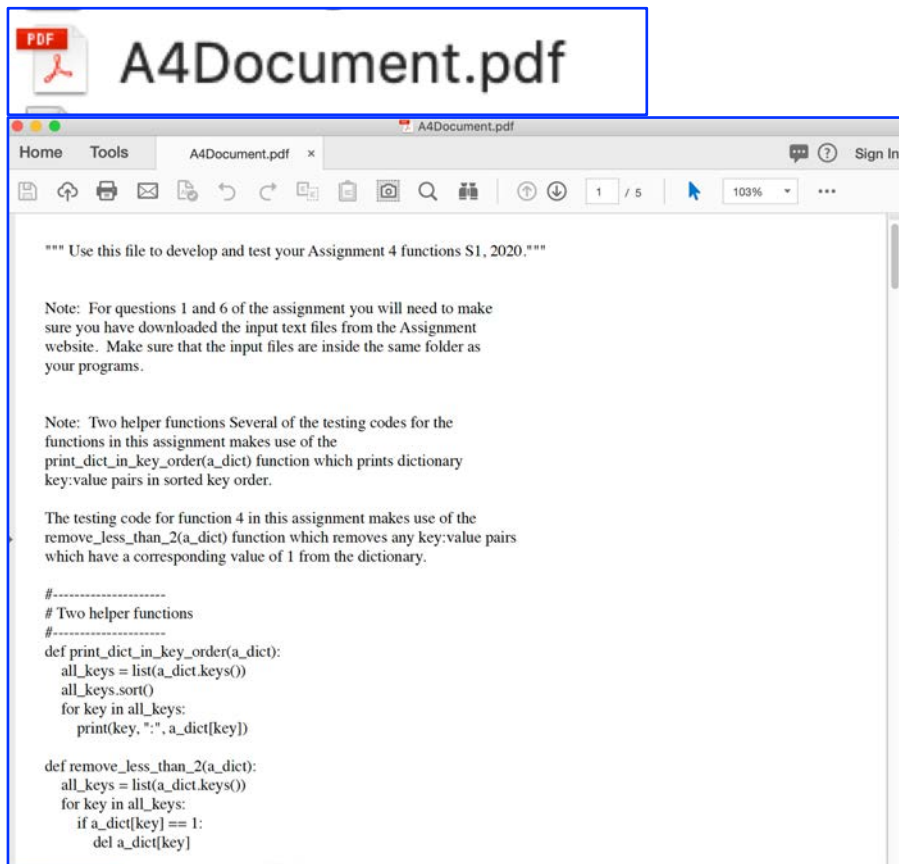 PDF
A4Document.pdf
A4Document.pdf
Home Tools A4Document.pdf × ? Sign In
1 / 5 103%
""" Use this file to develop and test your Assignment 4 functions S1, 2020."""
Note: For questions 1 and 6 of the assignment you will need to make
sure you have downloaded the input text files from the Assignment
website. Make sure that the input files are inside the same folder as
your programs.
Note: Two helper functions Several of the testing codes for the
functions in this assignment makes use of the
print_dict_in_key_order(a_dict) function which prints dictionary
key:value pairs in sorted key order.
The testing code for function 4 in this assignment makes use of the
remove_less_than_2(a_dict) function which removes any key:value pairs
which have a corresponding value of 1 from the dictionary.
#---------------------
# Two helper functions
#---------------------
def print_dict_in_key_order(a_dict):
all_keys = list(a_dict.keys())
all_keys.sort()
for key in all_keys:
print(key, ":", a_dict[key])
def remove_less_than_2(a_dict):
all_keys = list(a_dict.keys())
for key in all_keys:
if a_dict[key] == 1:
del a_dict[key]